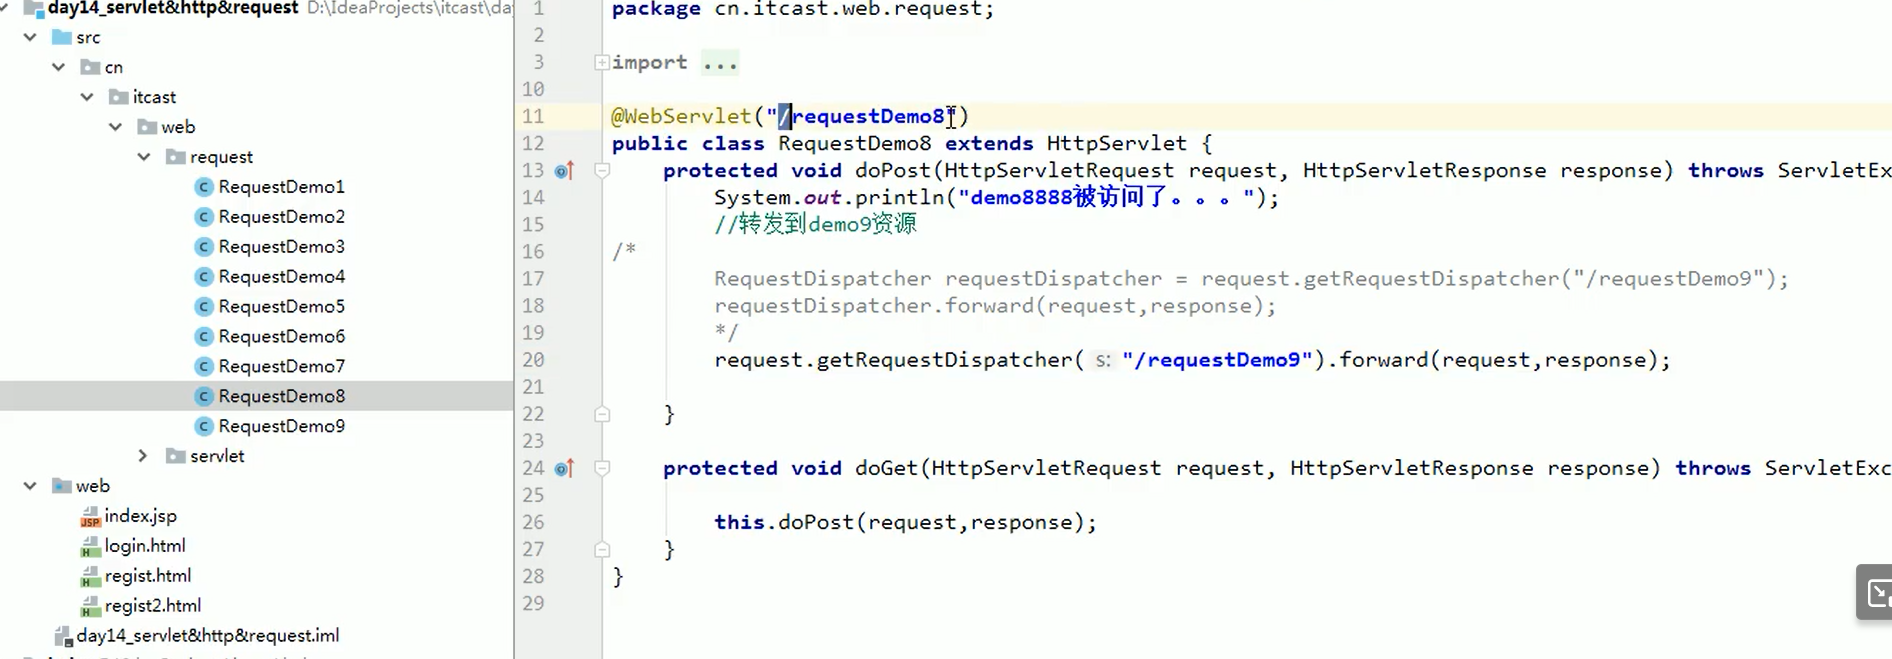 day14_servlet&http&request D:\IdeaProjects\itcast\da
src
cn
itcast
web
request
RequestDemo1
RequestDemo2
RequestDemo3
RequestDemo4
RequestDemo5
RequestDemo6
RequestDemo7
RequestDemo8
RequestDemo9
servlet
web
index.jsp
login.html
regist.html
regist2.html
day14_servlet&http&request.iml
1 package cn.itcast.web.request;
2
3 import ...
10
11 @WebServlet("/requestDemo8")
12 public class RequestDemo8 extends HttpServlet {
13 protected void doPost(HttpServletRequest request, HttpServletResponse response) throws ServletExc
14 System.out.println("demo8888被访问了。。。");
15 //转发到demo9资源
16 /*
17 RequestDispatcher requestDispatcher = request.getRequestDispatcher("/requestDemo9");
18 requestDispatcher.forward(request,response);
19 */
20 request.getRequestDispatcher( s: "/requestDemo9").forward(request,response);
21
22 }
23
24 protected void doGet(HttpServletRequest request, HttpServletResponse response) throws ServletExc
25
26 this.doPost(request,response);
27 }
28 }
29